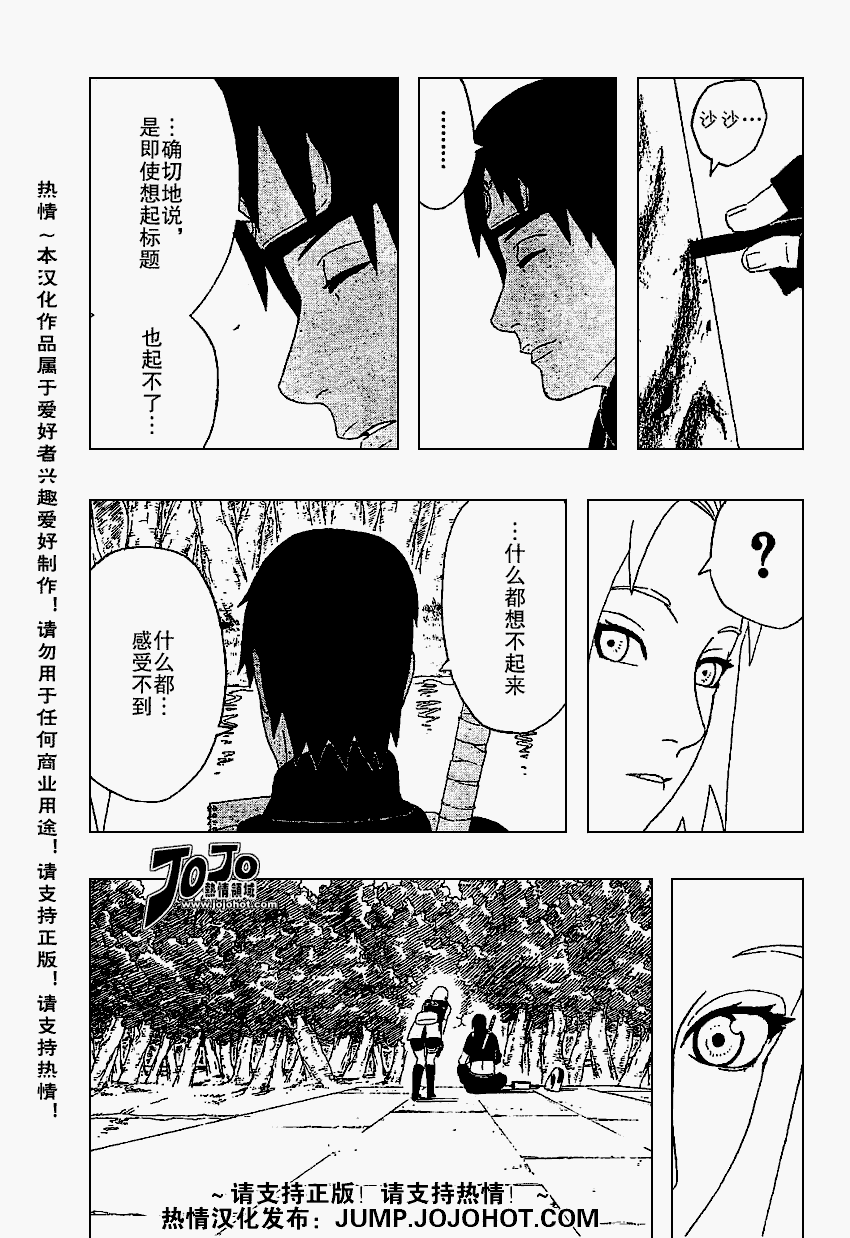 沙沙…
………
…确切地说，
是即使想起标题
也起不了…
？
…什么都想不起来
什么都…
感受不到
热情～本汉化作品属于爱好者兴趣爱好制作！请勿用于任何商业用途！请支持正版！请支持热情！
JOJO
熱情領域
www.jojohot.com
～请支持正版！请支持热情！～
热情汉化发布：JUMP.JOJOHOT.COM